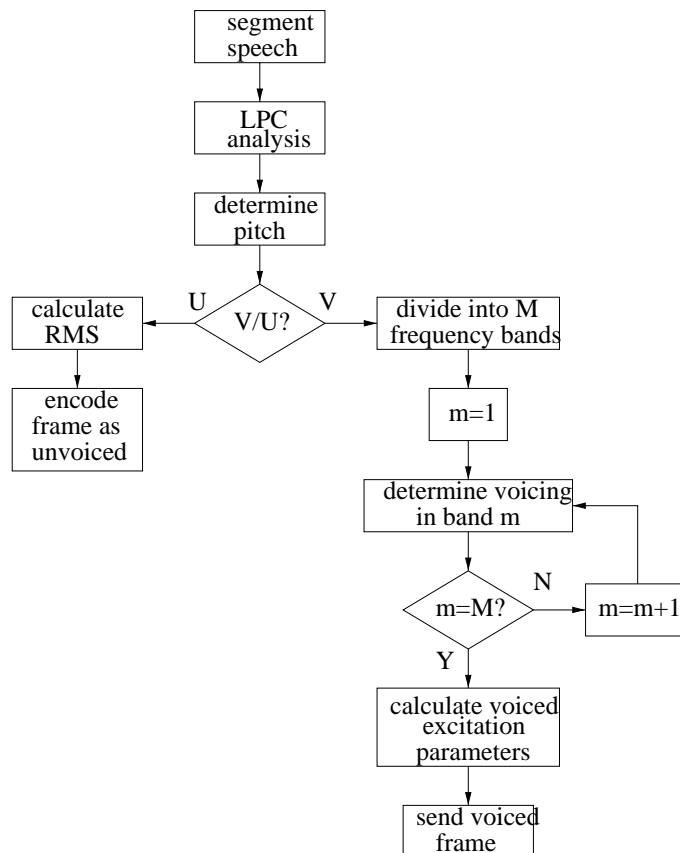 segment
speech
LPC
analysis
determine
pitch
U
V/U?
V
calculate
RMS
encode
frame as
unvoiced
divide into M
frequency bands
m=1
determine voicing
in band m
m=M?
N
m=m+1
Y
calculate voiced
excitation
parameters
send voiced
frame